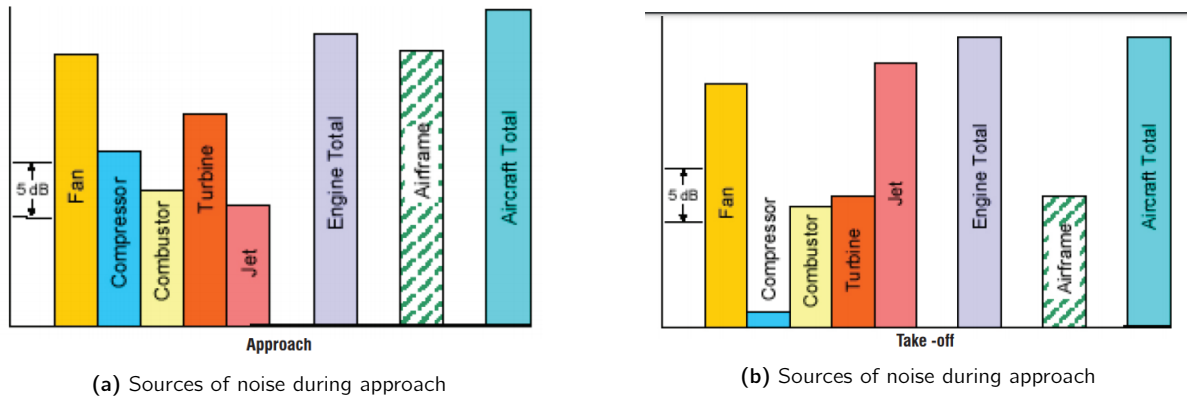 5 dB
Fan
Compressor
Combustor
Turbine
Jet
Engine Total
Airframe
Aircraft Total
Approach
(a) Sources of noise during approach
5 dB
Fan
Compressor
Combustor
Turbine
Jet
Engine Total
Airframe
Aircraft Total
Take -off
(b) Sources of noise during approach